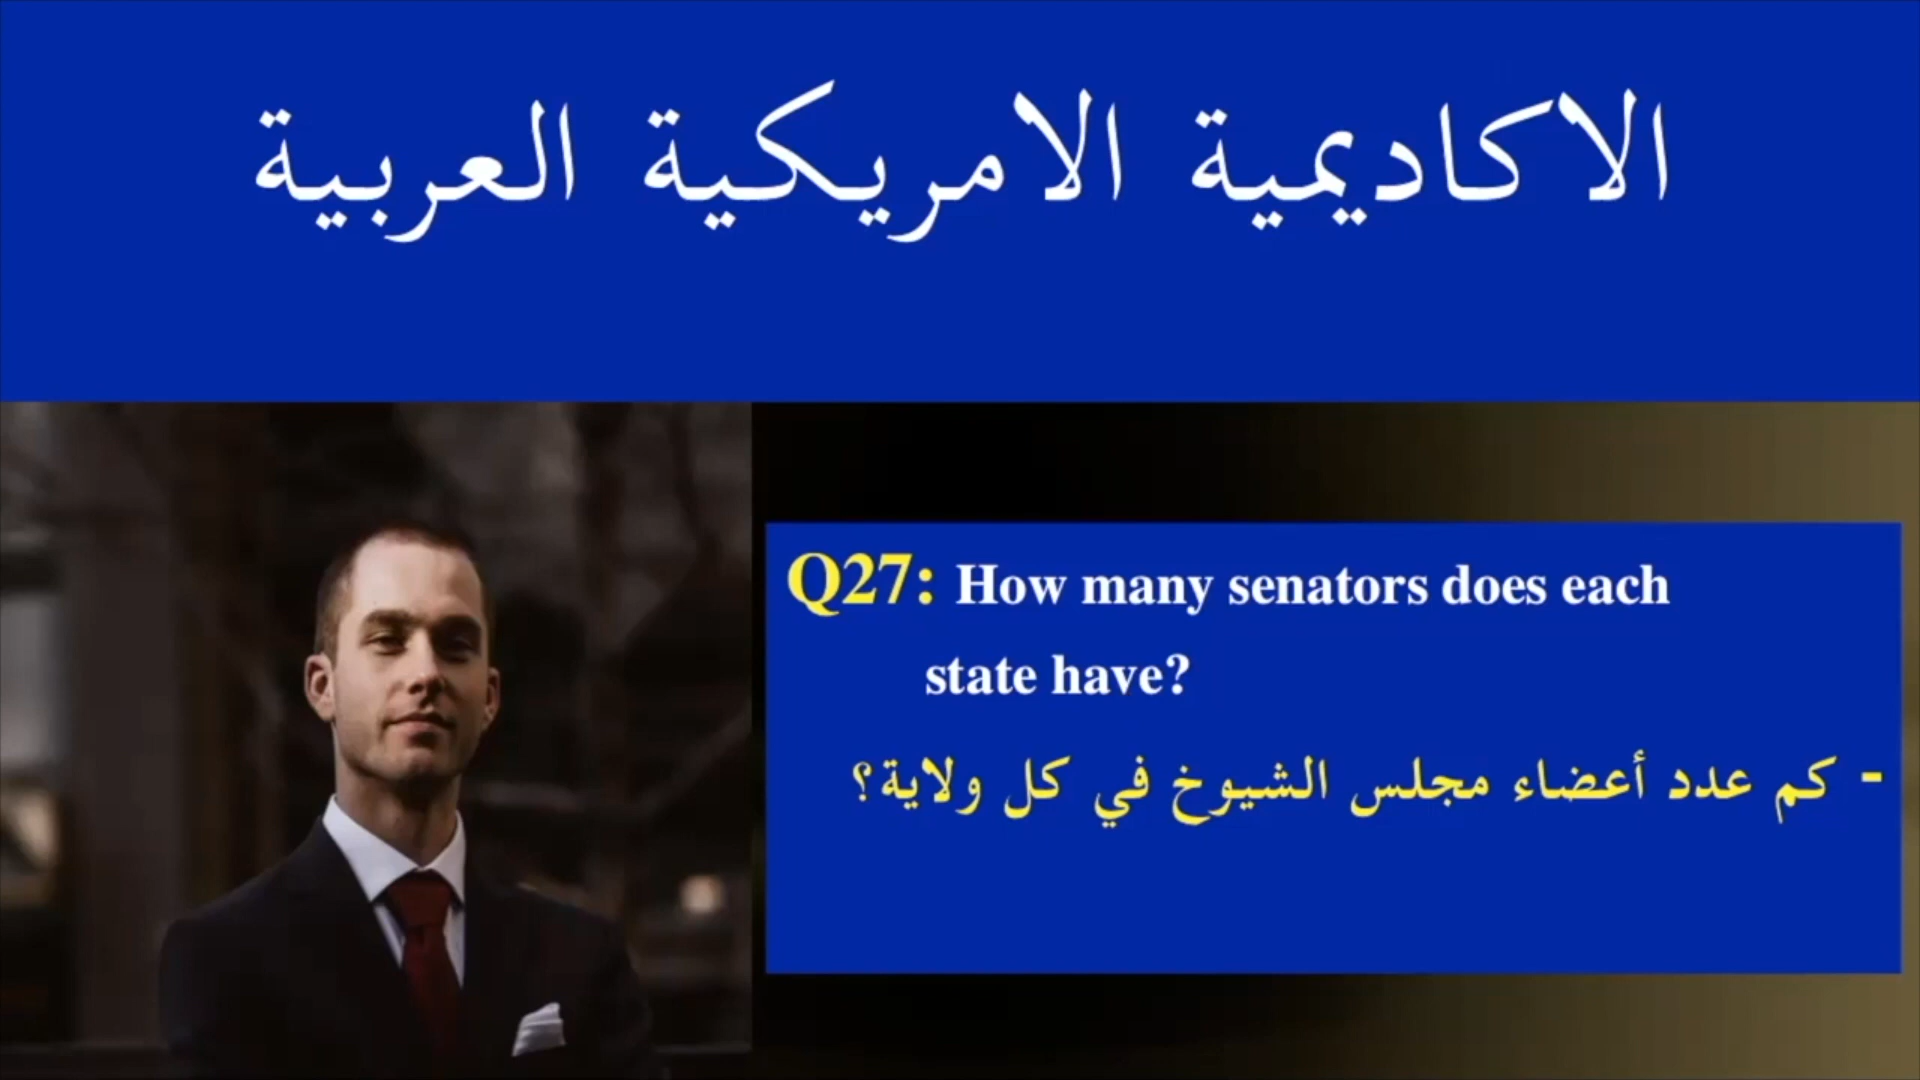 الاكاديمية الامريكية العربية
Q27: How many senators does each
state have?
- كم عدد أعضاء مجلس الشيوخ في كل ولاية؟